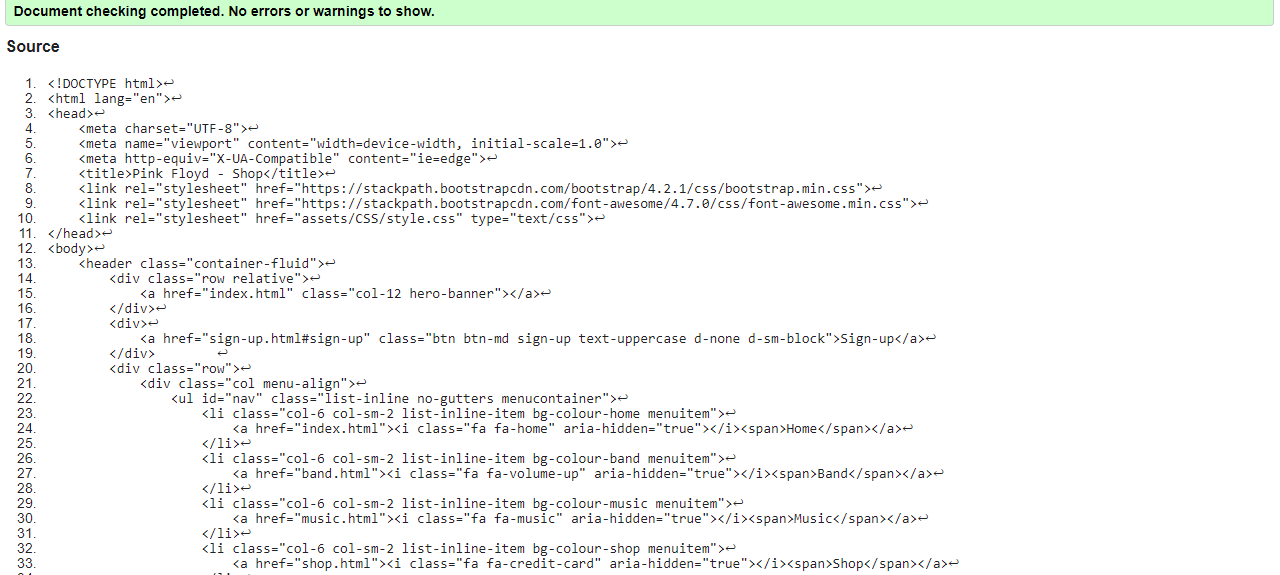 Document checking completed. No errors or warnings to show.
Source
1. <!DOCTYPE html>↩
2. <html lang="en">↩
3. <head>↩
4.     <meta charset="UTF-8">↩
5.     <meta name="viewport" content="width=device-width, initial-scale=1.0">↩
6.     <meta http-equiv="X-UA-Compatible" content="ie=edge">↩
7.     <title>Pink Floyd - Shop</title>↩
8.     <link rel="stylesheet" href="https://stackpath.bootstrapcdn.com/bootstrap/4.2.1/css/bootstrap.min.css">↩
9.     <link rel="stylesheet" href="https://stackpath.bootstrapcdn.com/font-awesome/4.7.0/css/font-awesome.min.css">↩
10.     <link rel="stylesheet" href="assets/CSS/style.css" type="text/css">↩
11. </head>↩
12. <body>↩
13.     <header class="container-fluid">↩
14.         <div class="row relative">↩
15.             <a href="index.html" class="col-12 hero-banner"></a>↩
16.         </div>↩
17.         <div>↩
18.             <a href="sign-up.html#sign-up" class="btn btn-md sign-up text-uppercase d-none d-sm-block">Sign-up</a>↩
19.         </div>        ↩
20.         <div class="row">↩
21.             <div class="col menu-align">↩
22.                 <ul id="nav" class="list-inline no-gutters menucontainer">↩
23.                     <li class="col-6 col-sm-2 list-inline-item bg-colour-home menuitem">↩
24.                         <a href="index.html"><i class="fa fa-home" aria-hidden="true"></i><span>Home</span></a>↩
25.                     </li>↩
26.                     <li class="col-6 col-sm-2 list-inline-item bg-colour-band menuitem">↩
27.                         <a href="band.html"><i class="fa fa-volume-up" aria-hidden="true"></i><span>Band</span></a>↩
28.                     </li>↩
29.                     <li class="col-6 col-sm-2 list-inline-item bg-colour-music menuitem">↩
30.                         <a href="music.html"><i class="fa fa-music" aria-hidden="true"></i><span>Music</span></a>↩
31.                     </li>↩
32.                     <li class="col-6 col-sm-2 list-inline-item bg-colour-shop menuitem">↩
33.                         <a href="shop.html"><i class="fa fa-credit-card" aria-hidden="true"></i><span>Shop</span></a>↩